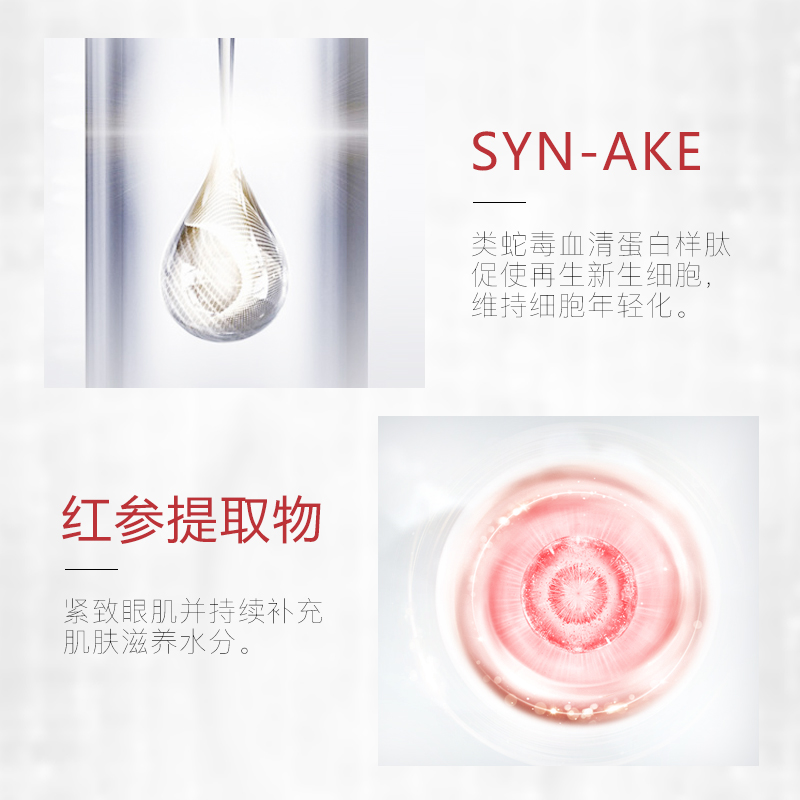 SYN-AKE
类蛇毒血清蛋白样肽
促使再生新生细胞，
维持细胞年轻化。
红参提取物
紧致眼肌并持续补充
肌肤滋养水分。